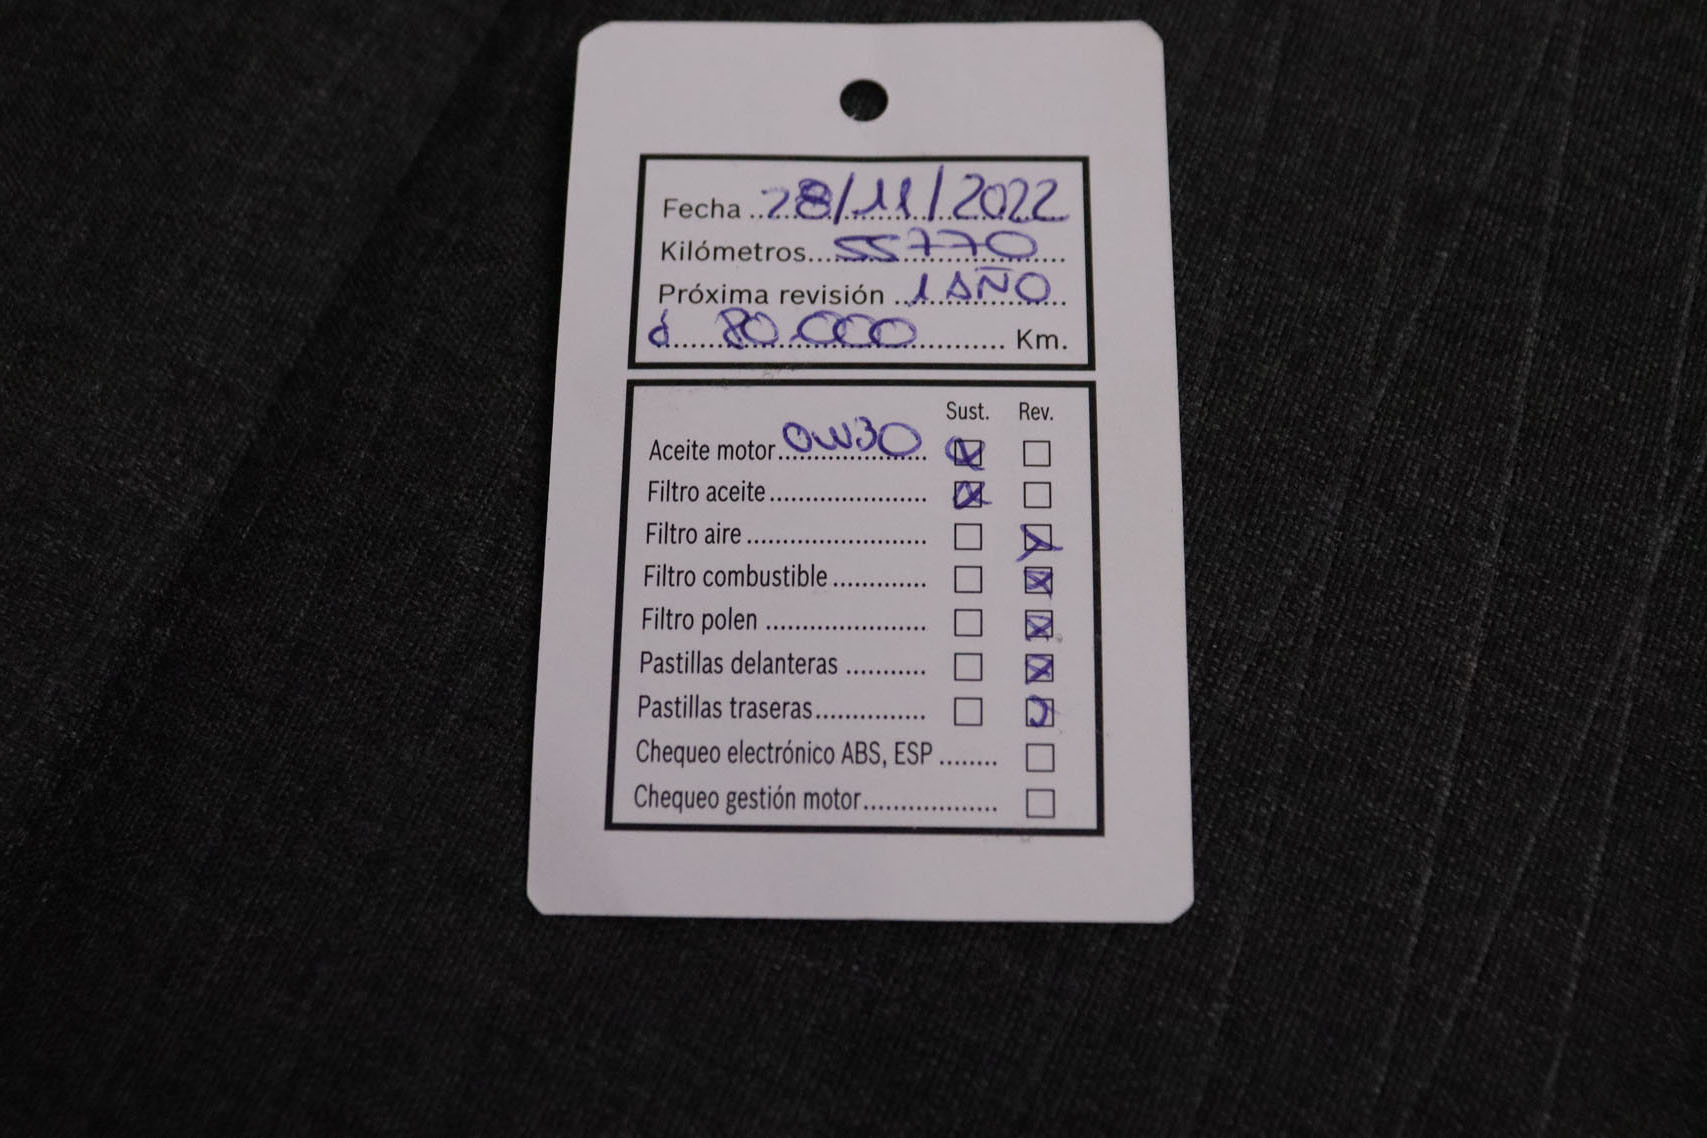 Fecha 28/11/2022
Kilómetros 55770
Próxima revisión 1 AÑO
ó 80.000 Km.
Sust. Rev.
Aceite motor 0W30
Filtro aceite
Filtro aire
Filtro combustible
Filtro polen
Pastillas delanteras
Pastillas traseras
Chequeo electrónico ABS, ESP
Chequeo gestión motor